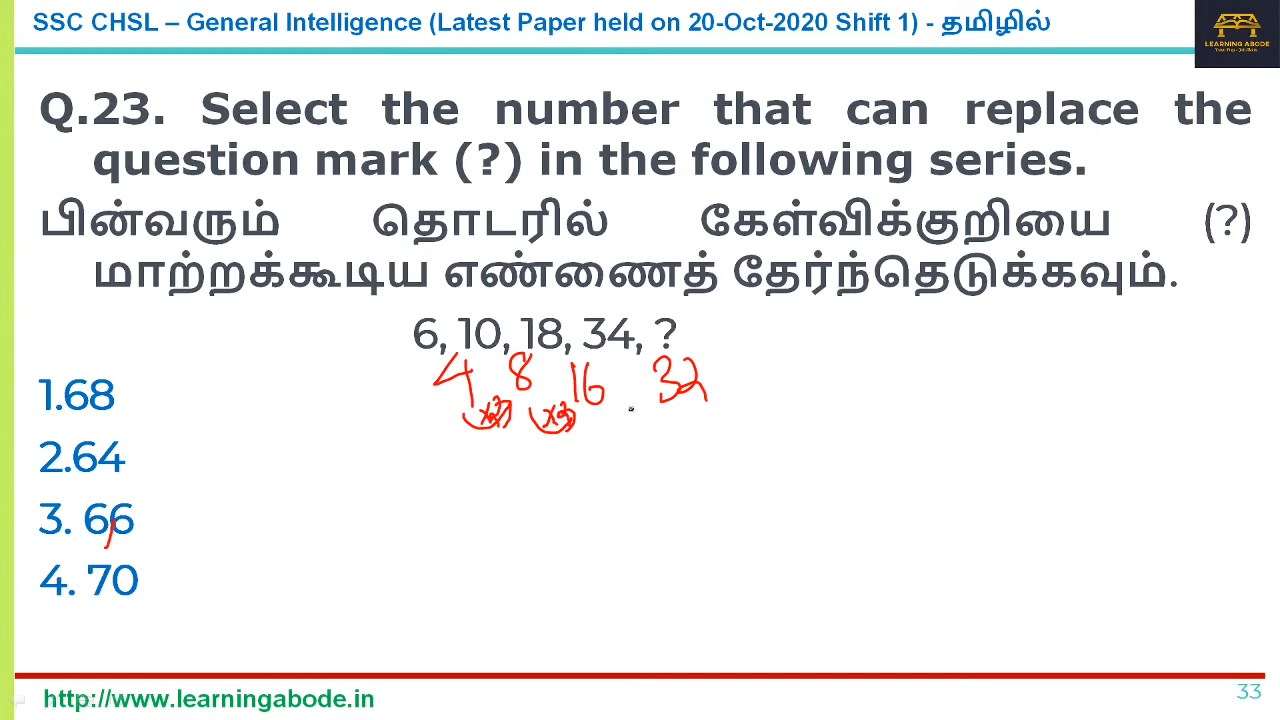 SSC CHSL – General Intelligence (Latest Paper held on 20-Oct-2020 Shift 1) - தமிழில்
LEARNING ABODE
Q.23. Select the number that can replace the
question mark (?) in the following series.
பின்வரும் தொடரில் கேள்விக்குறியை (?)
மாற்றக்கூடிய எண்ணைத் தேர்ந்தெடுக்கவும்.
6, 10, 18, 34, ?
4 8 16 32
×2 ×2
1.68
2.64
3. 66
4. 70
http://www.learningabode.in
33